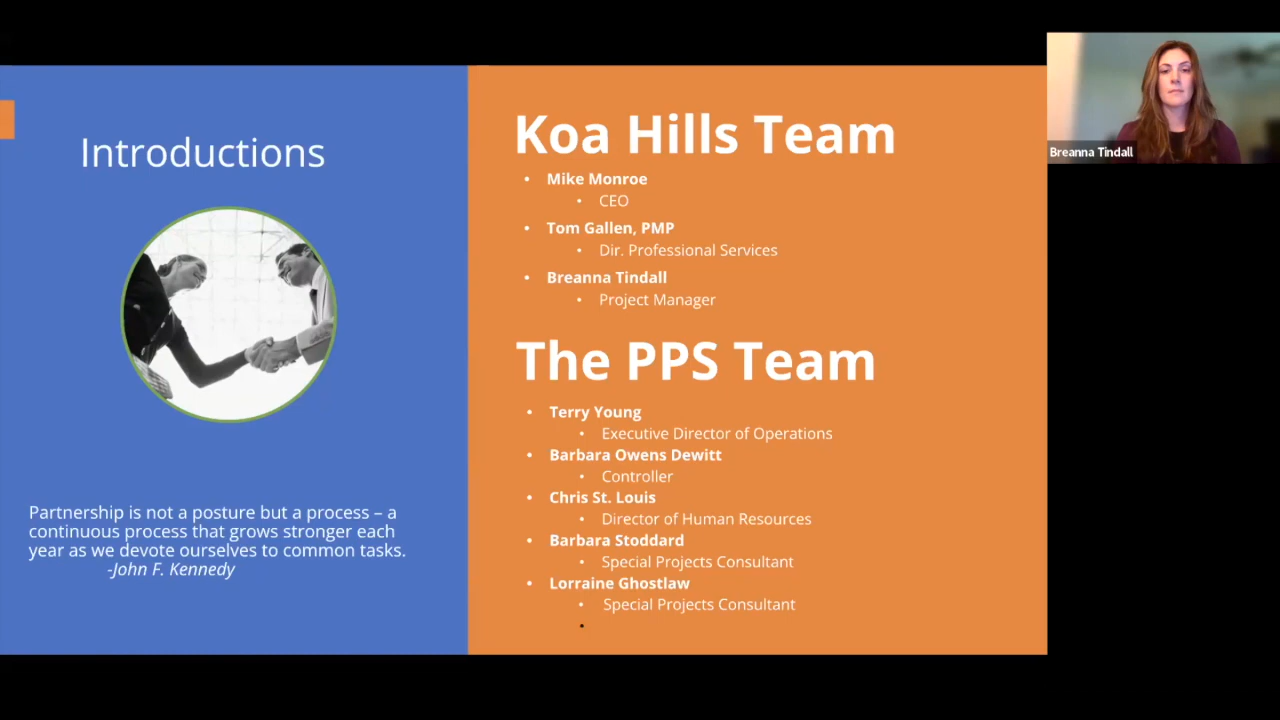 Introductions
Partnership is not a posture but a process – a
continuous process that grows stronger each
year as we devote ourselves to common tasks.
-John F. Kennedy
Koa Hills Team
• Mike Monroe
• CEO
• Tom Gallen, PMP
• Dir. Professional Services
• Breanna Tindall
• Project Manager
The PPS Team
• Terry Young
• Executive Director of Operations
• Barbara Owens Dewitt
• Controller
• Chris St. Louis
• Director of Human Resources
• Barbara Stoddard
• Special Projects Consultant
• Lorraine Ghostlaw
• Special Projects Consultant
•
Breanna Tindall